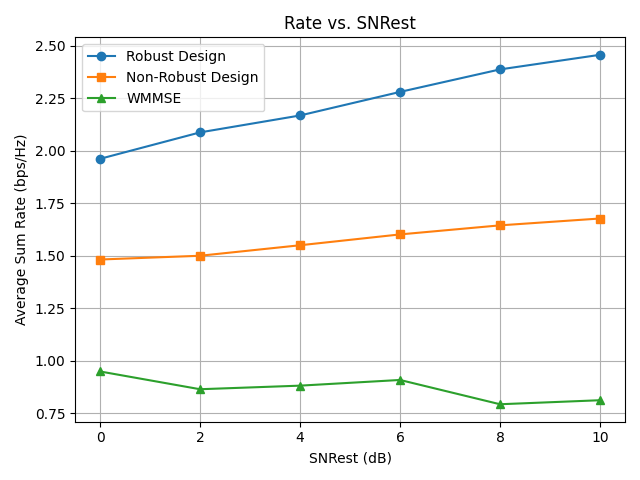 Rate vs. SNRest
Robust Design
Non-Robust Design
WMMSE
Average Sum Rate (bps/Hz)
2.50
2.25
2.00
1.75
1.50
1.25
1.00
0.75
0 2 4 6 8 10
SNRest (dB)